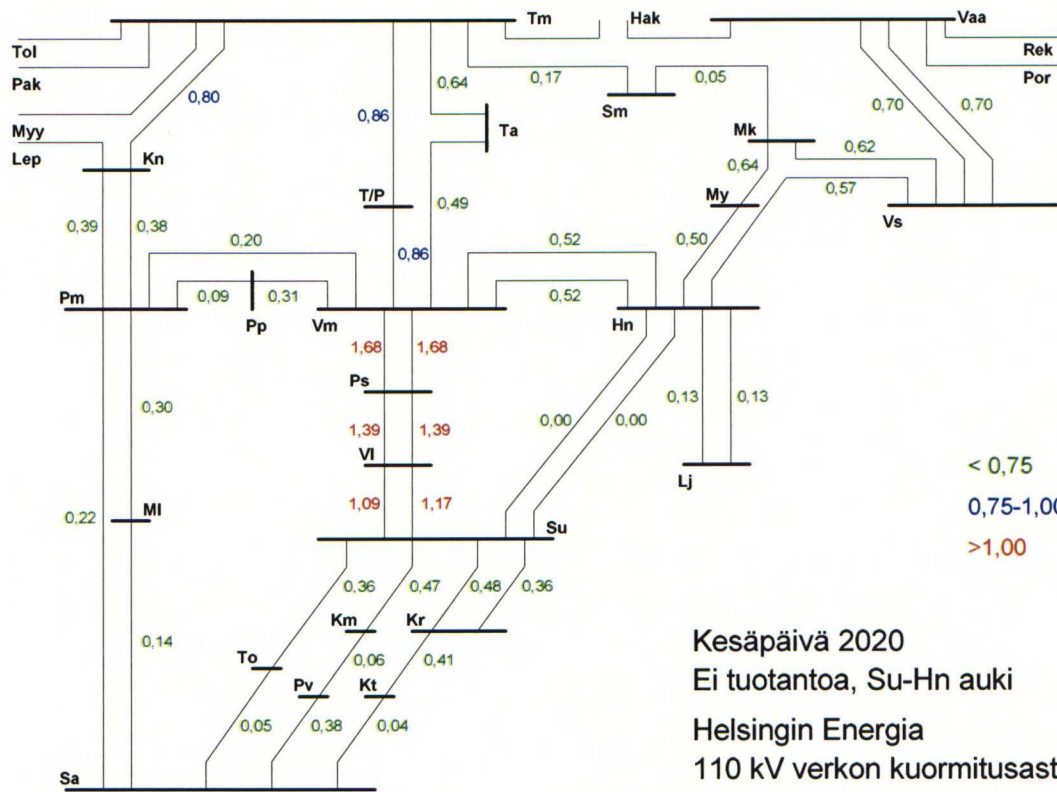 Tm
Hak
Vaa
Tol
Pak
Rek
Por
0,64
0,17
0,05
0,80
0,86
0,70
0,70
Sm
Myy
Lep
Kn
Ta
Mk
0,62
0,64
T/P
My
0,57
Vs
0,49
0,39
0,38
0,20
0,86
0,52
0,50
Pm
0,09
0,31
0,52
Pp
Vm
Hn
1,68
1,68
Ps
0,30
0,00
0,00
0,13
0,13
1,39
1,39
Vl
Lj
< 0,75
1,09
1,17
0,75-1,00
0,22
Ml
Su
>1,00
0,36
0,47
0,48
0,36
Km
Kr
0,14
To
0,06
0,41
Pv
Kt
0,05
0,38
0,04
Sa
Kesäpäivä 2020
Ei tuotantoa, Su-Hn auki
Helsingin Energia
110 kV verkon kuormitusast